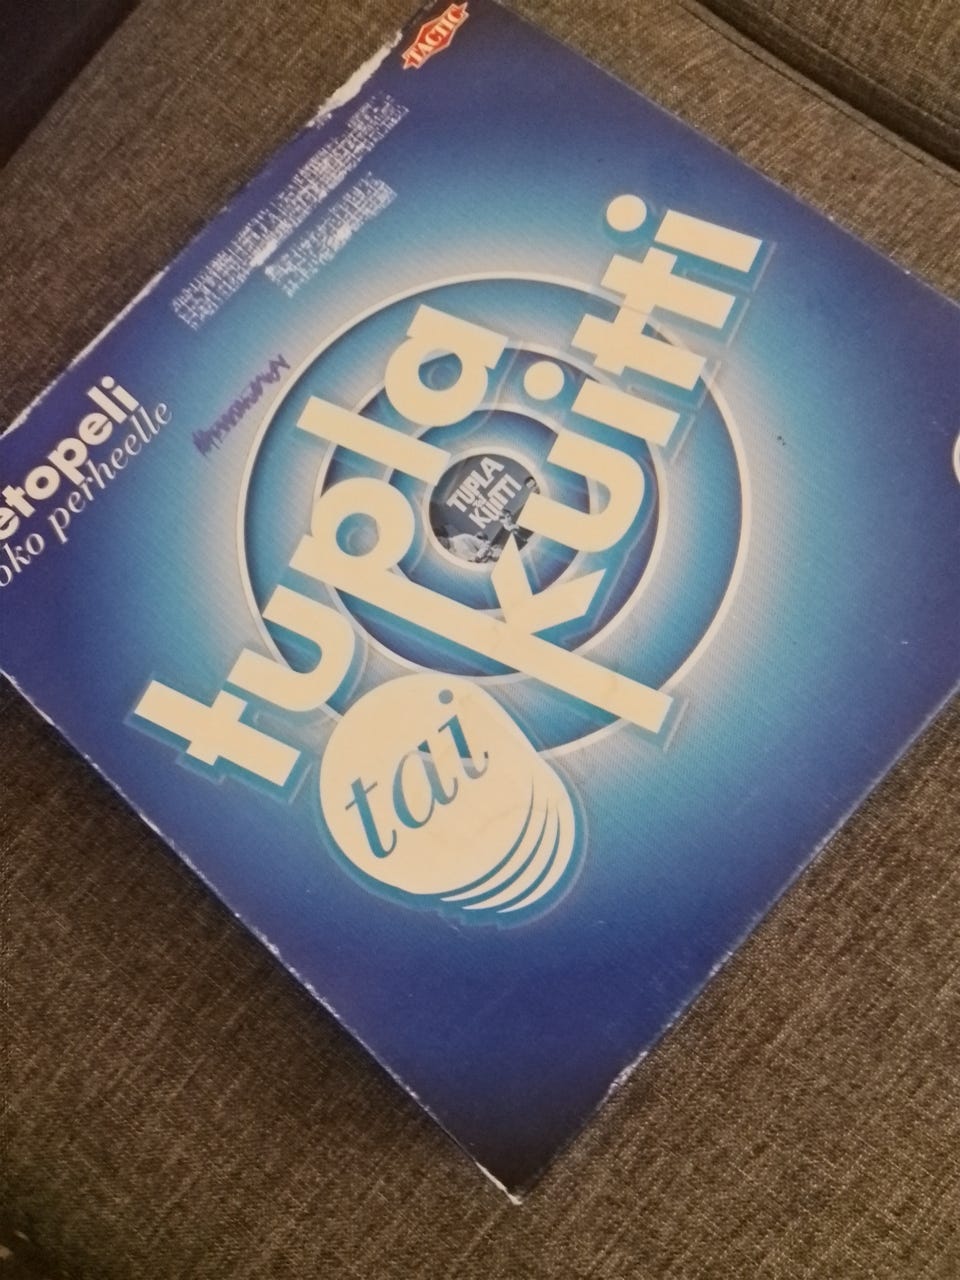 TACTIC
etopeli
oko perheelle
tupla
tai
kuitti
TUPLA
KUITTI